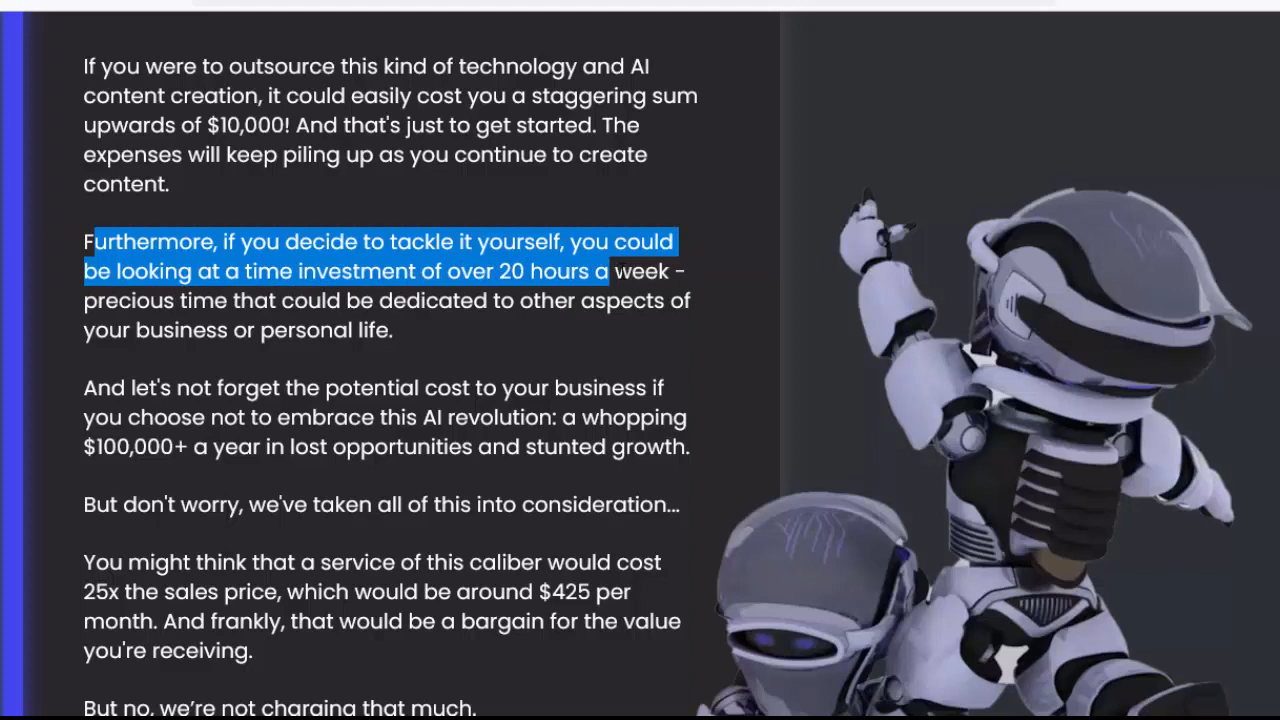 If you were to outsource this kind of technology and AI
content creation, it could easily cost you a staggering sum
upwards of $10,000! And that's just to get started. The
expenses will keep piling up as you continue to create
content.
Furthermore, if you decide to tackle it yourself, you could
be looking at a time investment of over 20 hours a week -
precious time that could be dedicated to other aspects of
your business or personal life.
And let's not forget the potential cost to your business if
you choose not to embrace this AI revolution: a whopping
$100,000+ a year in lost opportunities and stunted growth.
But don't worry, we've taken all of this into consideration...
You might think that a service of this caliber would cost
25x the sales price, which would be around $425 per
month. And frankly, that would be a bargain for the value
you're receiving.
But no, we’re not charging that much.